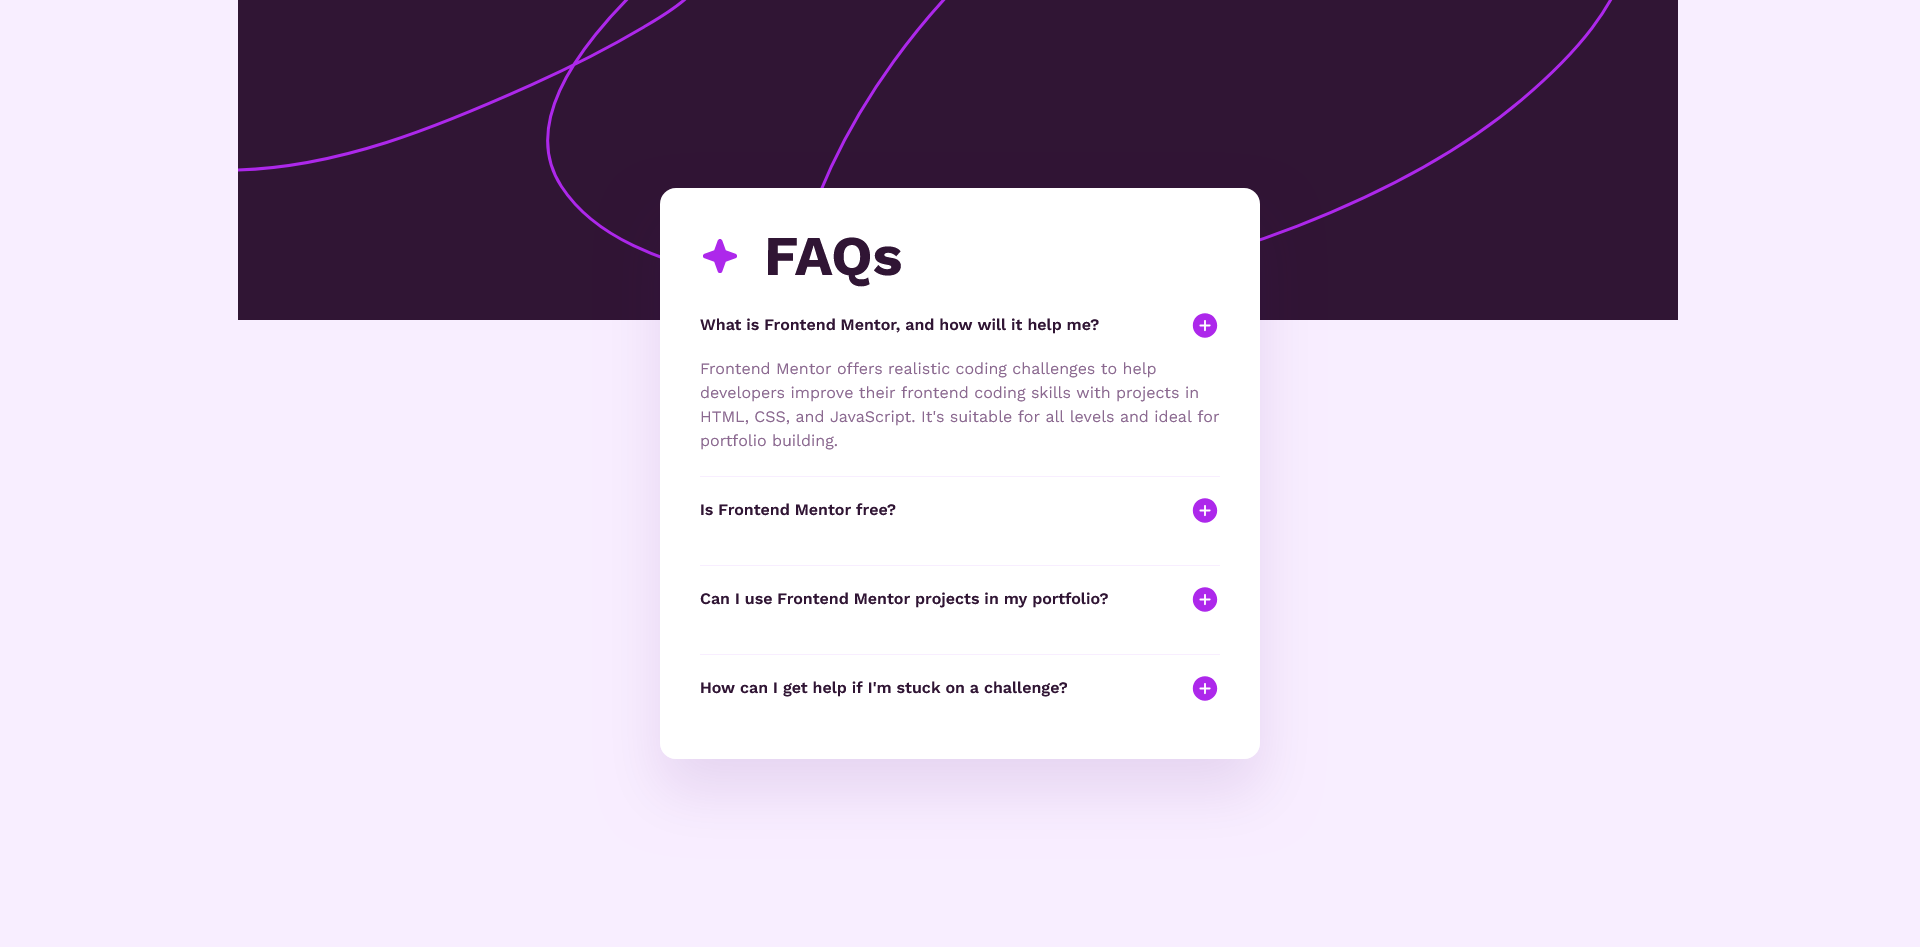 FAQs
What is Frontend Mentor, and how will it help me?
Frontend Mentor offers realistic coding challenges to help
developers improve their frontend coding skills with projects in
HTML, CSS, and JavaScript. It's suitable for all levels and ideal for
portfolio building.
Is Frontend Mentor free?
Can I use Frontend Mentor projects in my portfolio?
How can I get help if I'm stuck on a challenge?